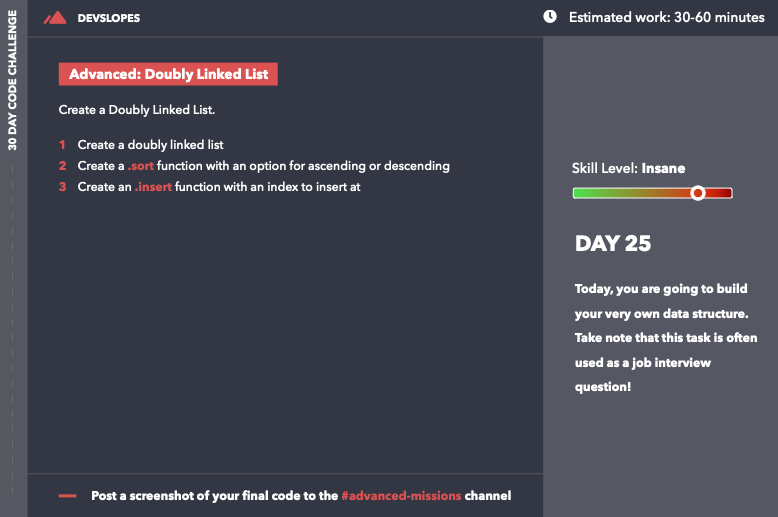 30 DAY CODE CHALLENGE
DEVSLOPES
Estimated work: 30-60 minutes
Advanced: Doubly Linked List
Create a Doubly Linked List.
1 Create a doubly linked list
2 Create a .sort function with an option for ascending or descending
3 Create an .insert function with an index to insert at
Skill Level: Insane
DAY 25
Today, you are going to build
your very own data structure.
Take note that this task is often
used as a job interview
question!
Post a screenshot of your final code to the #advanced-missions channel